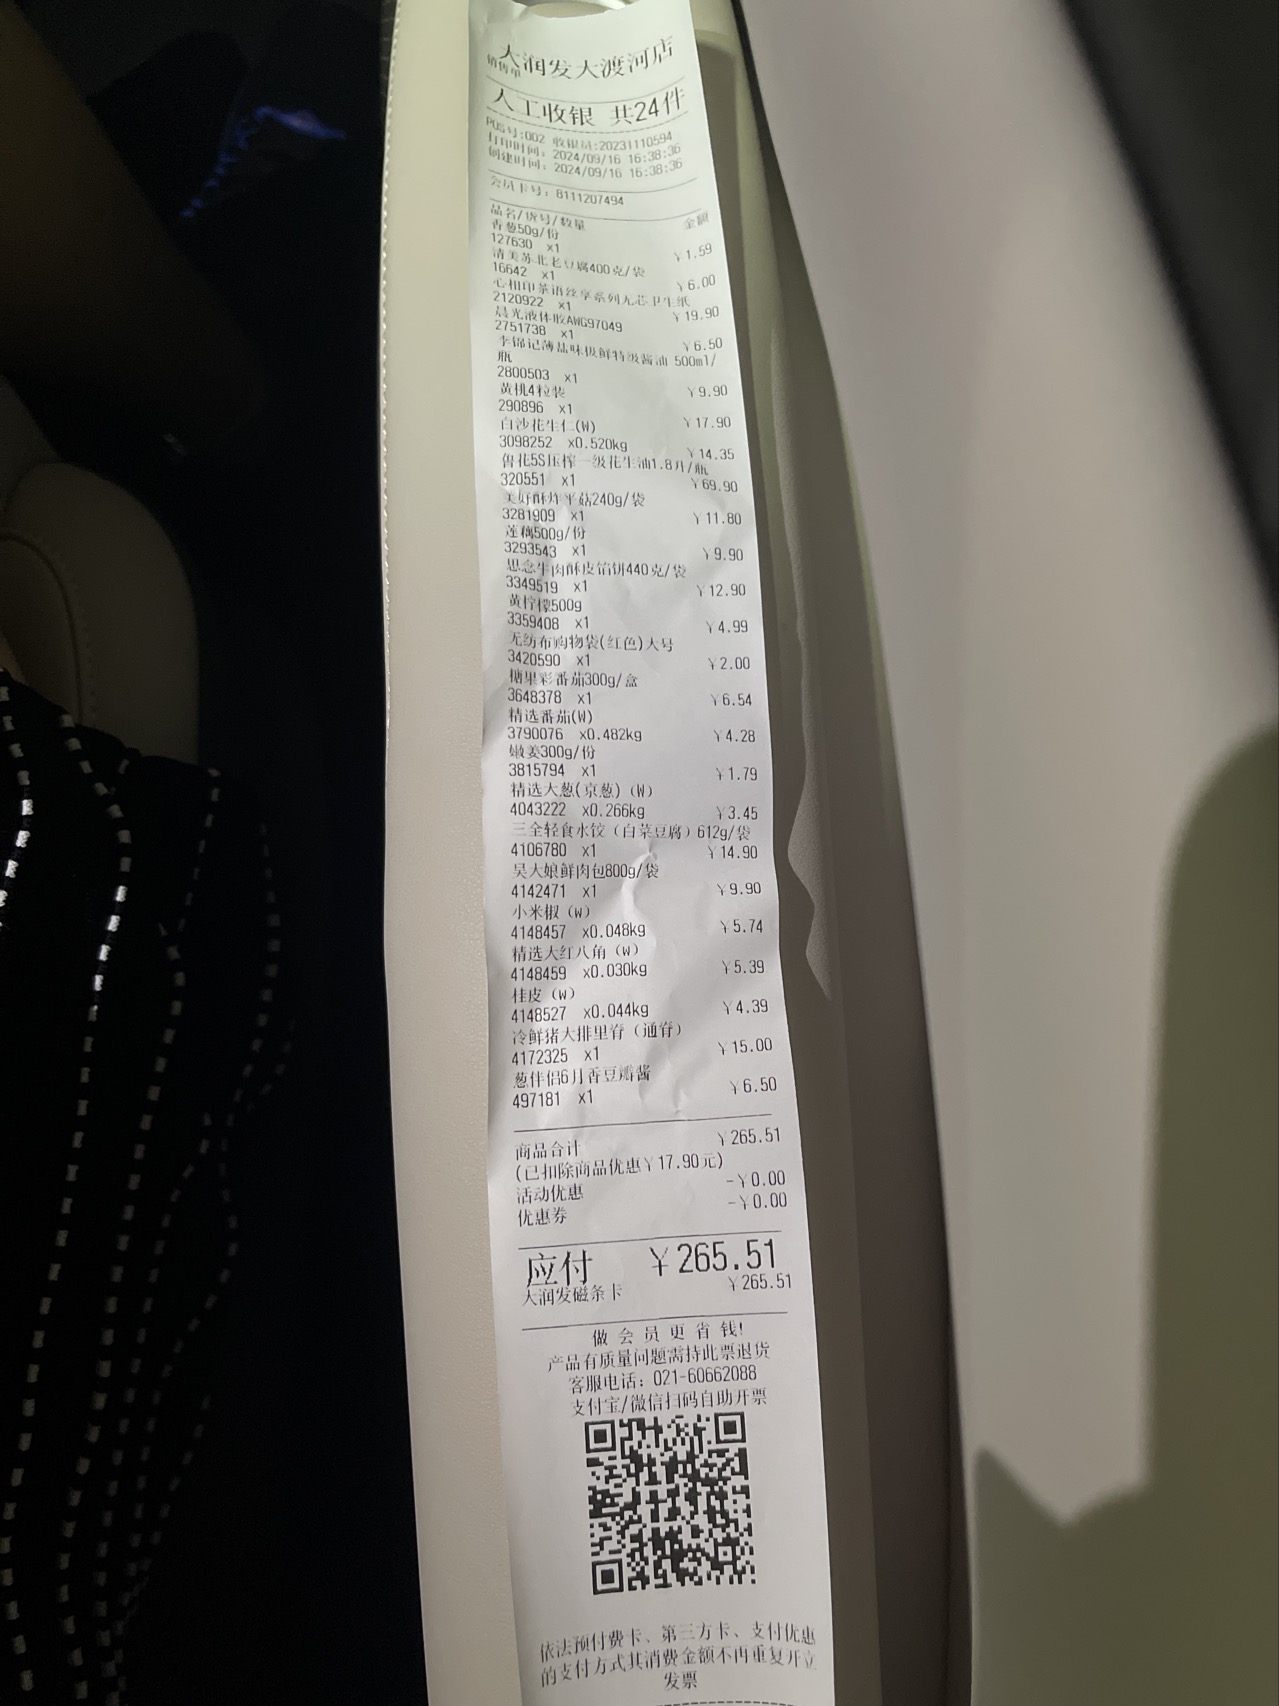 大润发大渡河店
销售单
人工收银 共24件
POS号:002 收银员:20231110594
打印时间: 2024/09/16 16:38:36
创建时间: 2024/09/16 16:38:36
会员卡号: 8111207494
品名/货号/数量 金额
香葱50g/份
127630 x1 ￥1.59
清美苏北老豆腐400克/袋
16642 x1 ￥6.00
心相印茶语丝享系列无芯卫生纸
2120922 x1 ￥19.90
晨光液体胶AWG97049
2751738 x1 ￥6.50
李锦记薄盐味极鲜特级酱油 500ml/
瓶
2800503 x1 ￥9.90
黄桃4粒装
290896 x1 ￥17.90
白沙花生仁(W)
3098252 x0.520kg ￥14.35
鲁花5S压榨一级花生油1.8升/瓶
320551 x1 ￥69.90
美好酥炸平菇240g/袋
3281909 x1 ￥11.80
莲藕500g/份
3293543 x1 ￥9.90
思念牛肉酥皮馅饼440克/袋
3349519 x1 ￥12.90
黄柠檬500g
3359408 x1 ￥4.99
无纺布购物袋(红色)大号
3420590 x1 ￥2.00
糖果彩番茄300g/盒
3648378 x1 ￥6.54
精选番茄(W)
3790076 x0.482kg ￥4.28
嫩姜300g/份
3815794 x1 ￥1.79
精选大葱(京葱)(W)
4043222 x0.266kg ￥3.45
三全轻食水饺（白菜豆腐）612g/袋
4106780 x1 ￥14.90
吴大娘鲜肉包800g/袋
4142471 x1 ￥9.90
小米椒（W）
4148457 x0.048kg ￥5.74
精选大红八角（W）
4148459 x0.030kg ￥5.39
桂皮（W）
4148527 x0.044kg ￥4.39
冷鲜猪大排里脊（通脊）
4172325 x1 ￥15.00
葱伴侣6月香豆瓣酱
497181 x1 ￥6.50
商品合计 ￥265.51
(已扣除商品优惠￥17.90元)
活动优惠 -￥0.00
优惠券 -￥0.00
应付 ￥265.51
大润发磁条卡 ￥265.51
做会员更省钱!
产品有质量问题需持此票退货
客服电话: 021-60662088
支付宝/微信扫码自助开票
依法预付费卡、第三方卡、支付优惠
的支付方式其消费金额不再重复开立
发票